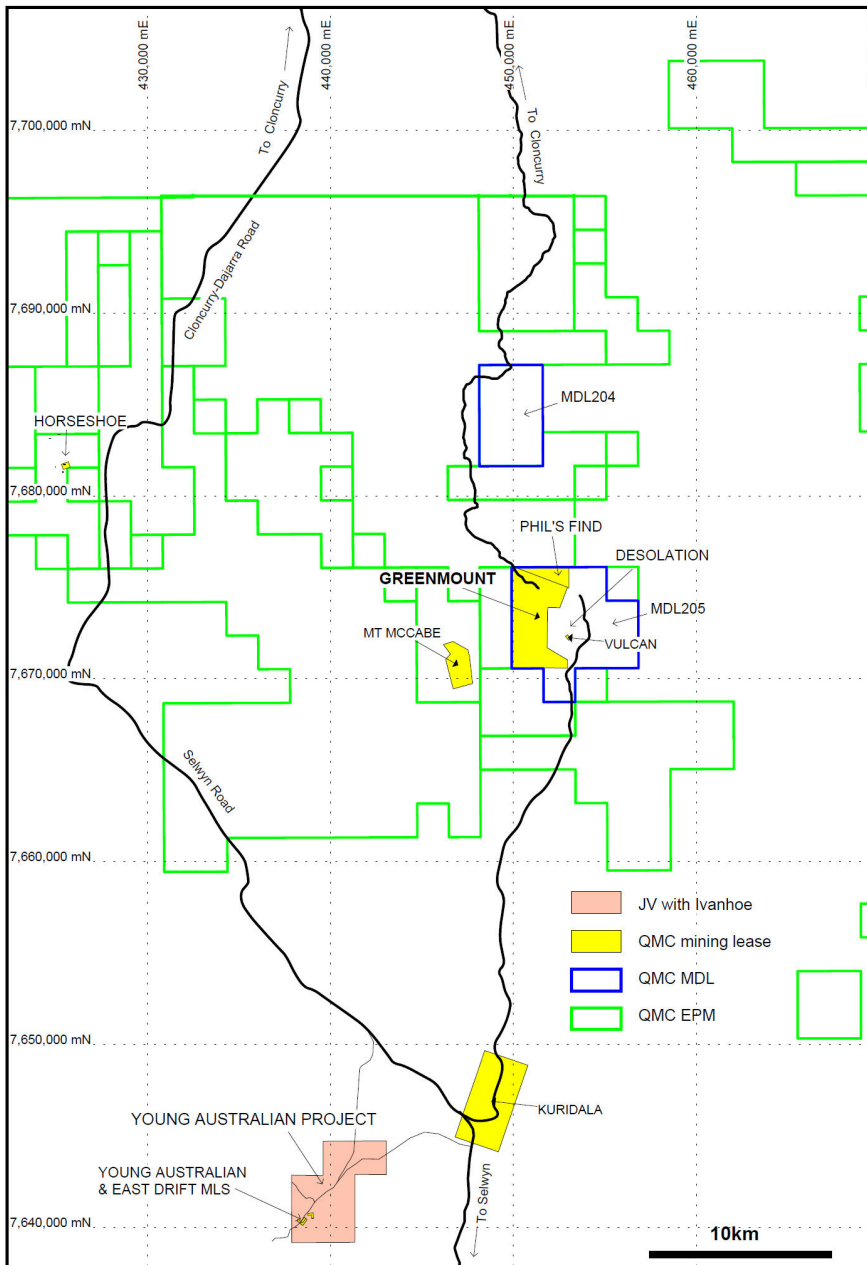 430,000 mE
440,000 mE
450,000 mE
460,000 mE
To Cloncurry
To Cloncurry
7,700,000 mN
Cloncurry-Dajarra Road
7,690,000 mN
MDL204
HORSESHOE
7,680,000 mN
PHIL'S FIND
DESOLATION
GREENMOUNT
MDL205
MT MCCABE
VULCAN
7,670,000 mN
Selwyn Road
7,660,000 mN
JV with Ivanhoe
QMC mining lease
QMC MDL
QMC EPM
7,650,000 mN
KURIDALA
YOUNG AUSTRALIAN PROJECT
YOUNG AUSTRALIAN
& EAST DRIFT MLS
To Selwyn
7,640,000 mN
10km